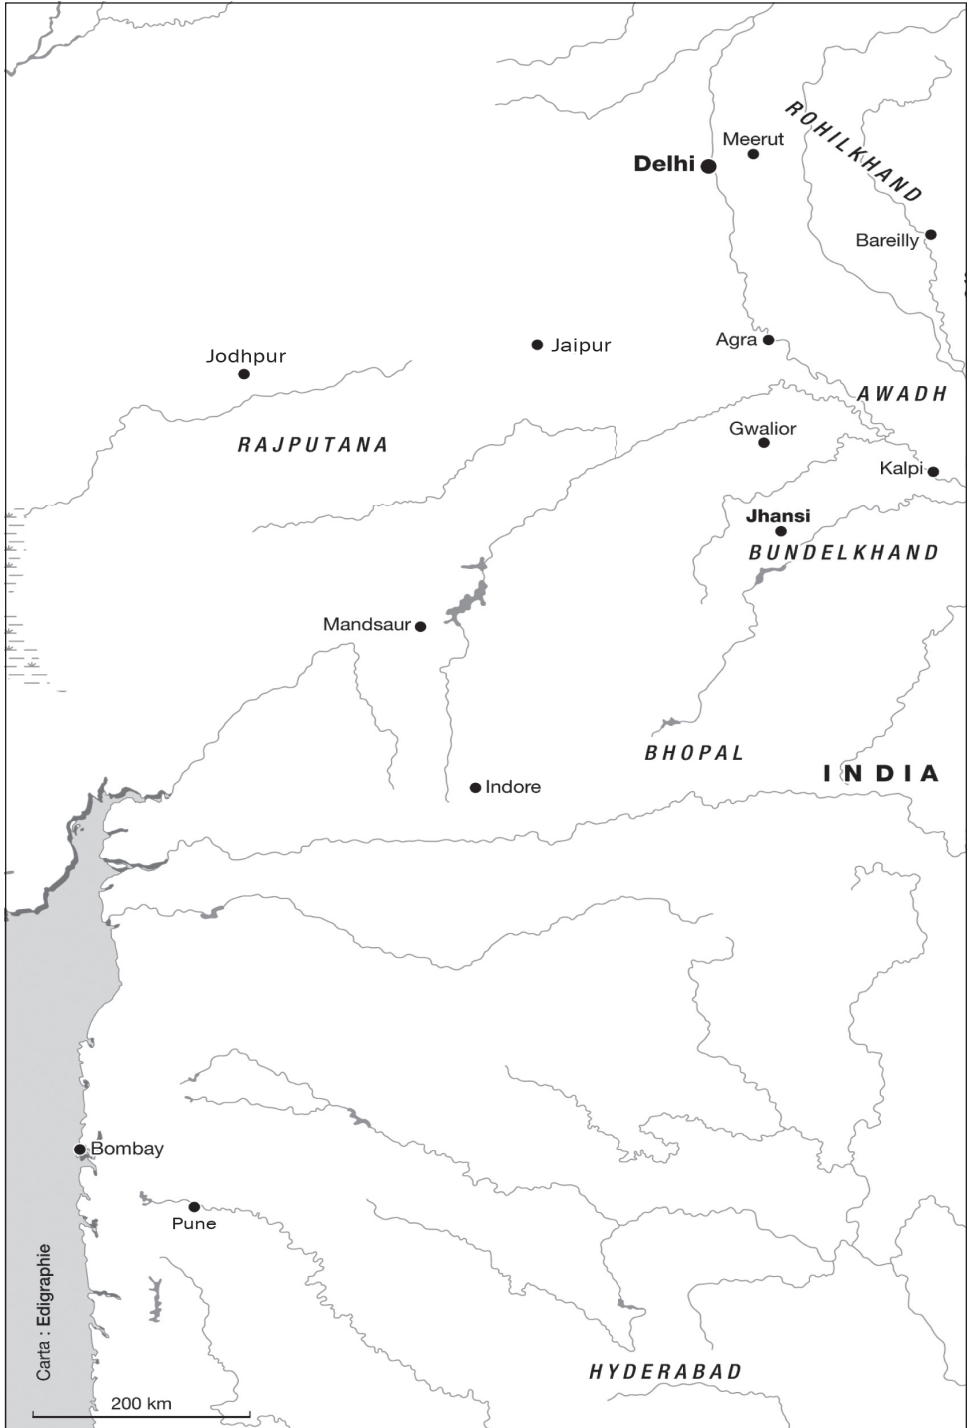 ROHILKHAND
Meerut
Delhi
Bareilly
Agra
Jaipur
Jodhpur
AWADH
Gwalior
RAJPUTANA
Kalpi
Jhansi
BUNDELKHAND
Mandsaur
BHOPAL
INDIA
Indore
Bombay
Pune
Carta : Edigraphie
HYDERABAD
200 km